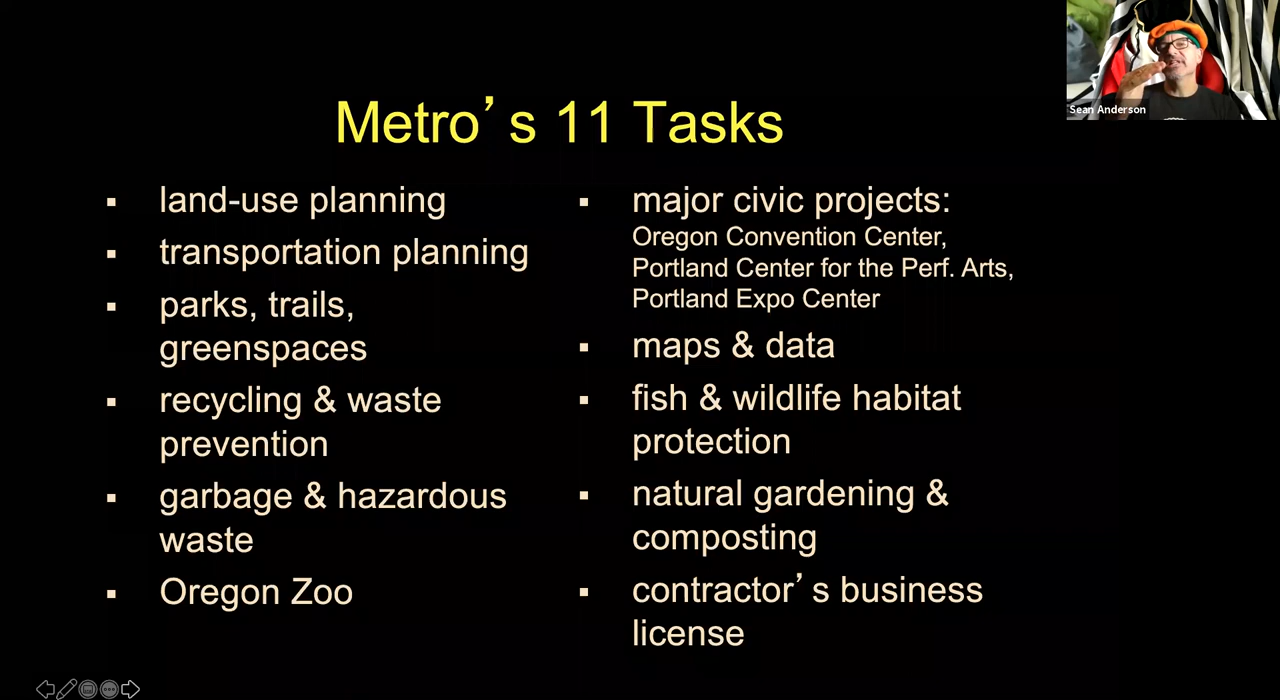 Sean Anderson
Metro’s 11 Tasks
▪ land-use planning
▪ transportation planning
▪ parks, trails,
greenspaces
▪ recycling & waste
prevention
▪ garbage & hazardous
waste
▪ Oregon Zoo
▪ major civic projects:
Oregon Convention Center,
Portland Center for the Perf. Arts,
Portland Expo Center
▪ maps & data
▪ fish & wildlife habitat
protection
▪ natural gardening &
composting
▪ contractor’s business
license